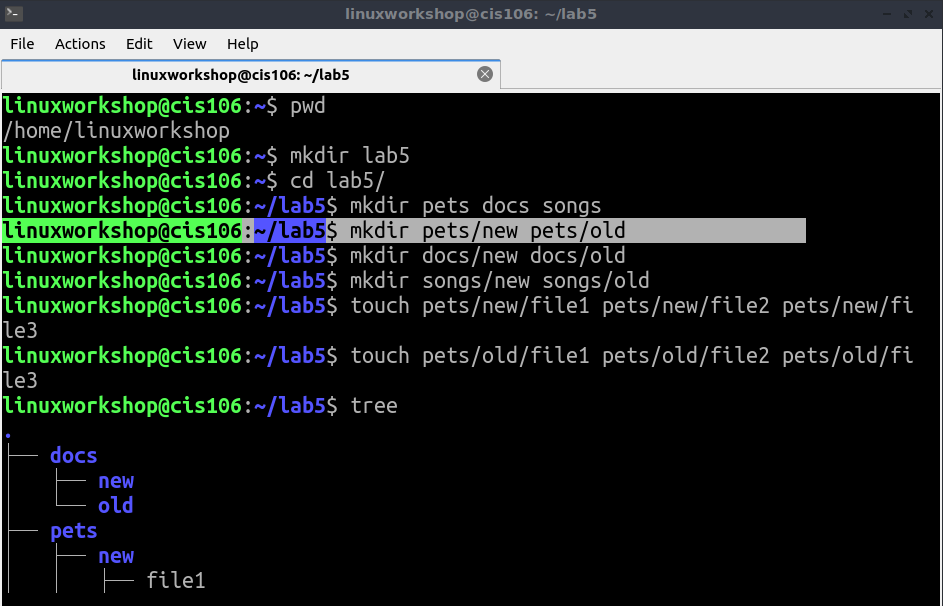 linuxworkshop@cis106: ~/lab5
File Actions Edit View Help
linuxworkshop@cis106: ~/lab5
linuxworkshop@cis106:~$ pwd
/home/linuxworkshop
linuxworkshop@cis106:~$ mkdir lab5
linuxworkshop@cis106:~$ cd lab5/
linuxworkshop@cis106:~/lab5$ mkdir pets docs songs
linuxworkshop@cis106:~/lab5$ mkdir pets/new pets/old
linuxworkshop@cis106:~/lab5$ mkdir docs/new docs/old
linuxworkshop@cis106:~/lab5$ mkdir songs/new songs/old
linuxworkshop@cis106:~/lab5$ touch pets/new/file1 pets/new/file2 pets/new/fi
le3
linuxworkshop@cis106:~/lab5$ touch pets/old/file1 pets/old/file2 pets/old/fi
le3
linuxworkshop@cis106:~/lab5$ tree
.
├── docs
│   ├── new
│   └── old
├── pets
│   ├── new
│   │   ├── file1